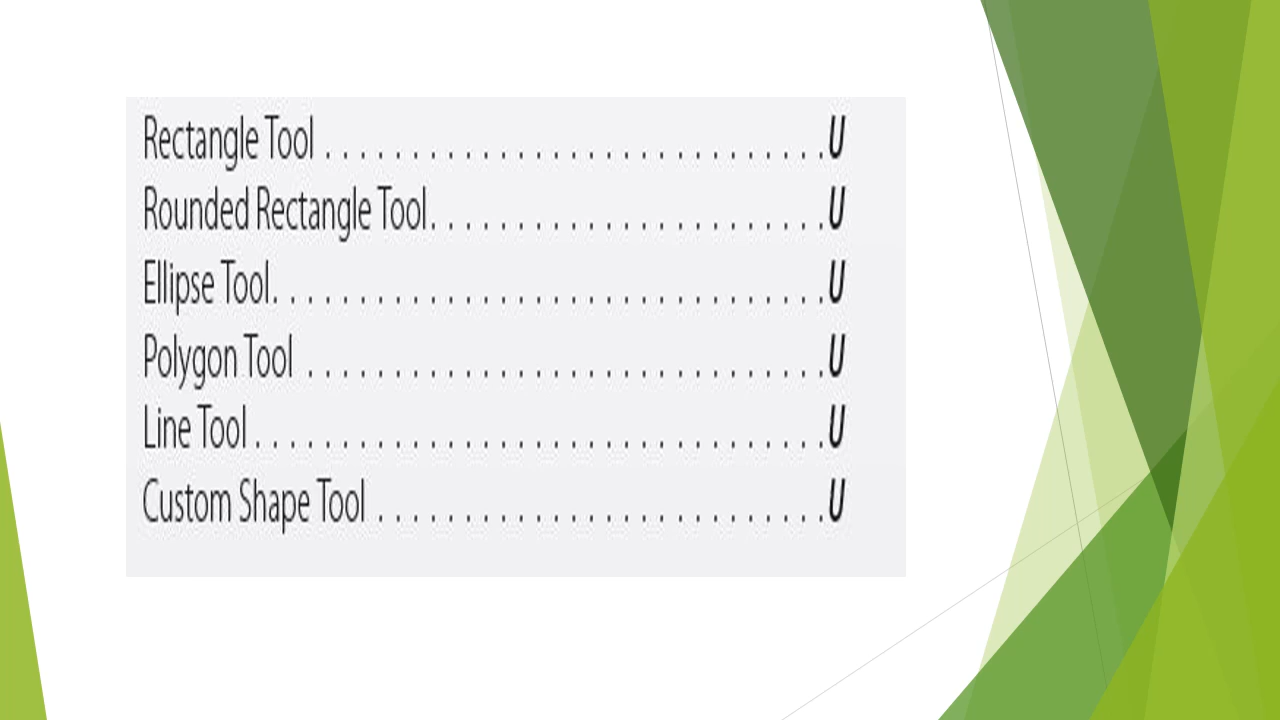 Rectangle Tool . . . . . . . . . . . . . . . . . . . . . . . . . . . . . U
Rounded Rectangle Tool. . . . . . . . . . . . . . . . . . . . . . . U
Ellipse Tool. . . . . . . . . . . . . . . . . . . . . . . . . . . . . . . . U
Polygon Tool . . . . . . . . . . . . . . . . . . . . . . . . . . . . . . U
Line Tool . . . . . . . . . . . . . . . . . . . . . . . . . . . . . . . . . U
Custom Shape Tool . . . . . . . . . . . . . . . . . . . . . . . . . . U